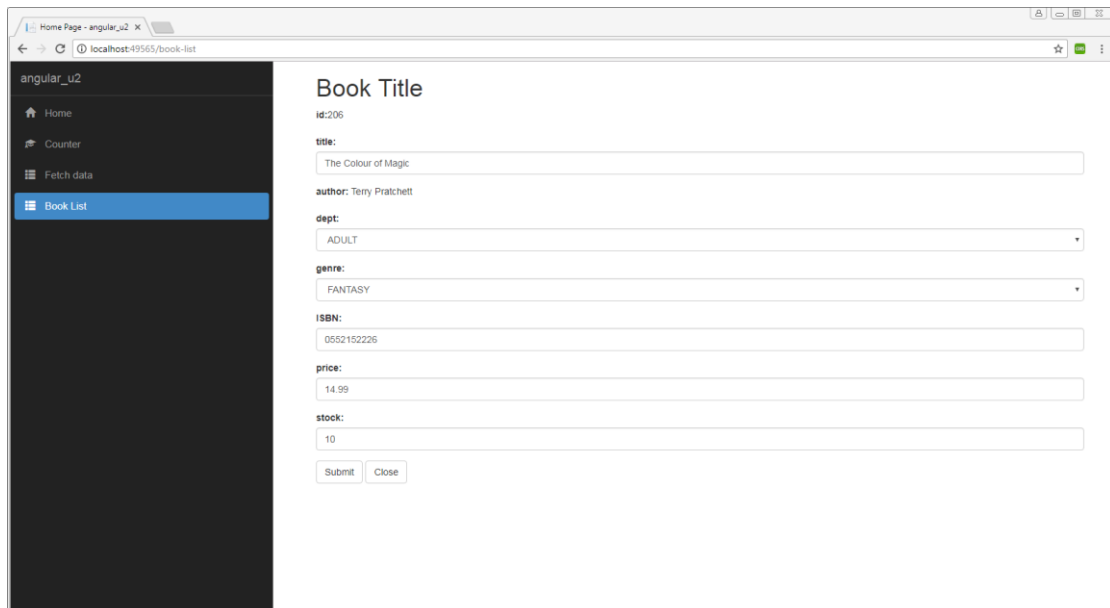 Home Page - angular_u2
localhost:49565/book-list
angular_u2
Home
Counter
Fetch data
Book List
Book Title
id:206
title:
The Colour of Magic
author: Terry Pratchett
dept:
ADULT
genre:
FANTASY
ISBN:
0552152226
price:
14.99
stock:
10
Submit Close